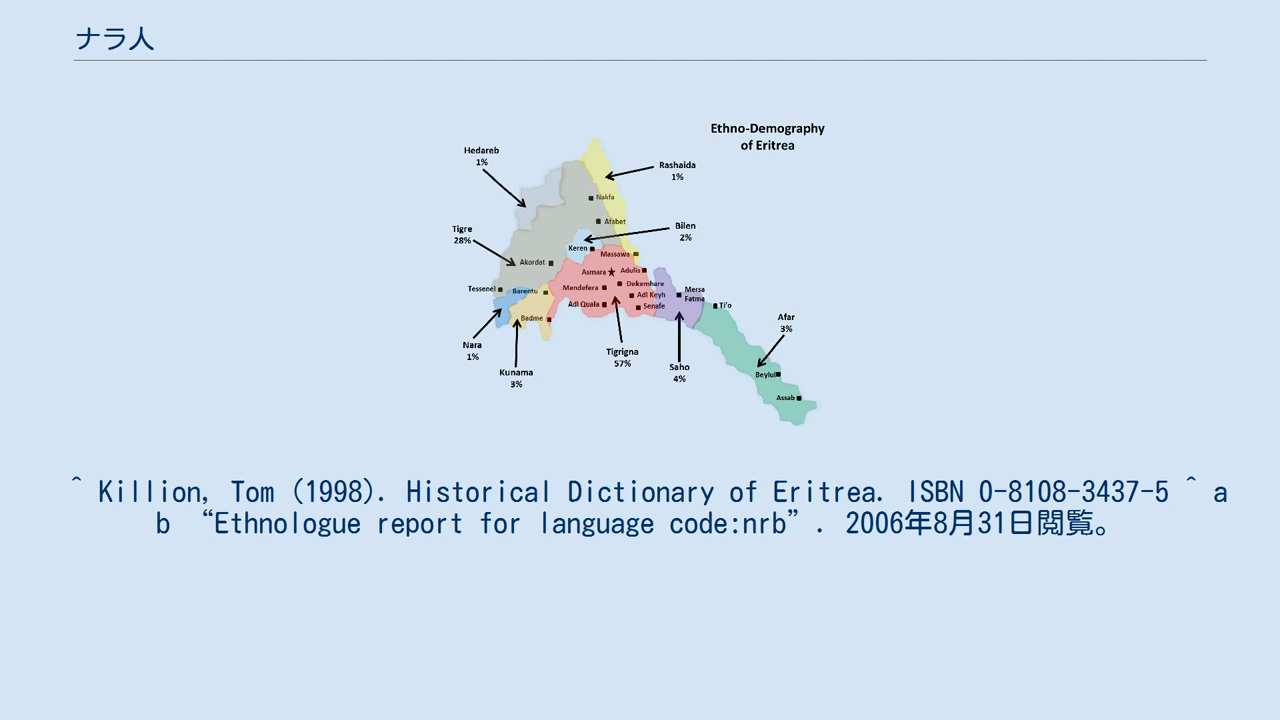 ナラ人
Ethno-Demography
of Eritrea
Hedareb
1%
Rashaida
1%
Nakfa
Afabet
Tigre
28%
Bilen
2%
Keren
Massawa
Akordat
Asmara
Adulis
Tessenei
Barentu
Mendefera
Dekemhare
Adi Keyh
Mersa
Fatma
Adi Quala
Senafe
Ti'o
Badme
Afar
3%
Nara
1%
Tigrigna
57%
Kunama
3%
Saho
4%
Beylul
Assab
^ Killion, Tom (1998). Historical Dictionary of Eritrea. ISBN 0-8108-3437-5 ^ a
b “Ethnologue report for language code:nrb”. 2006年8月31日閲覧。